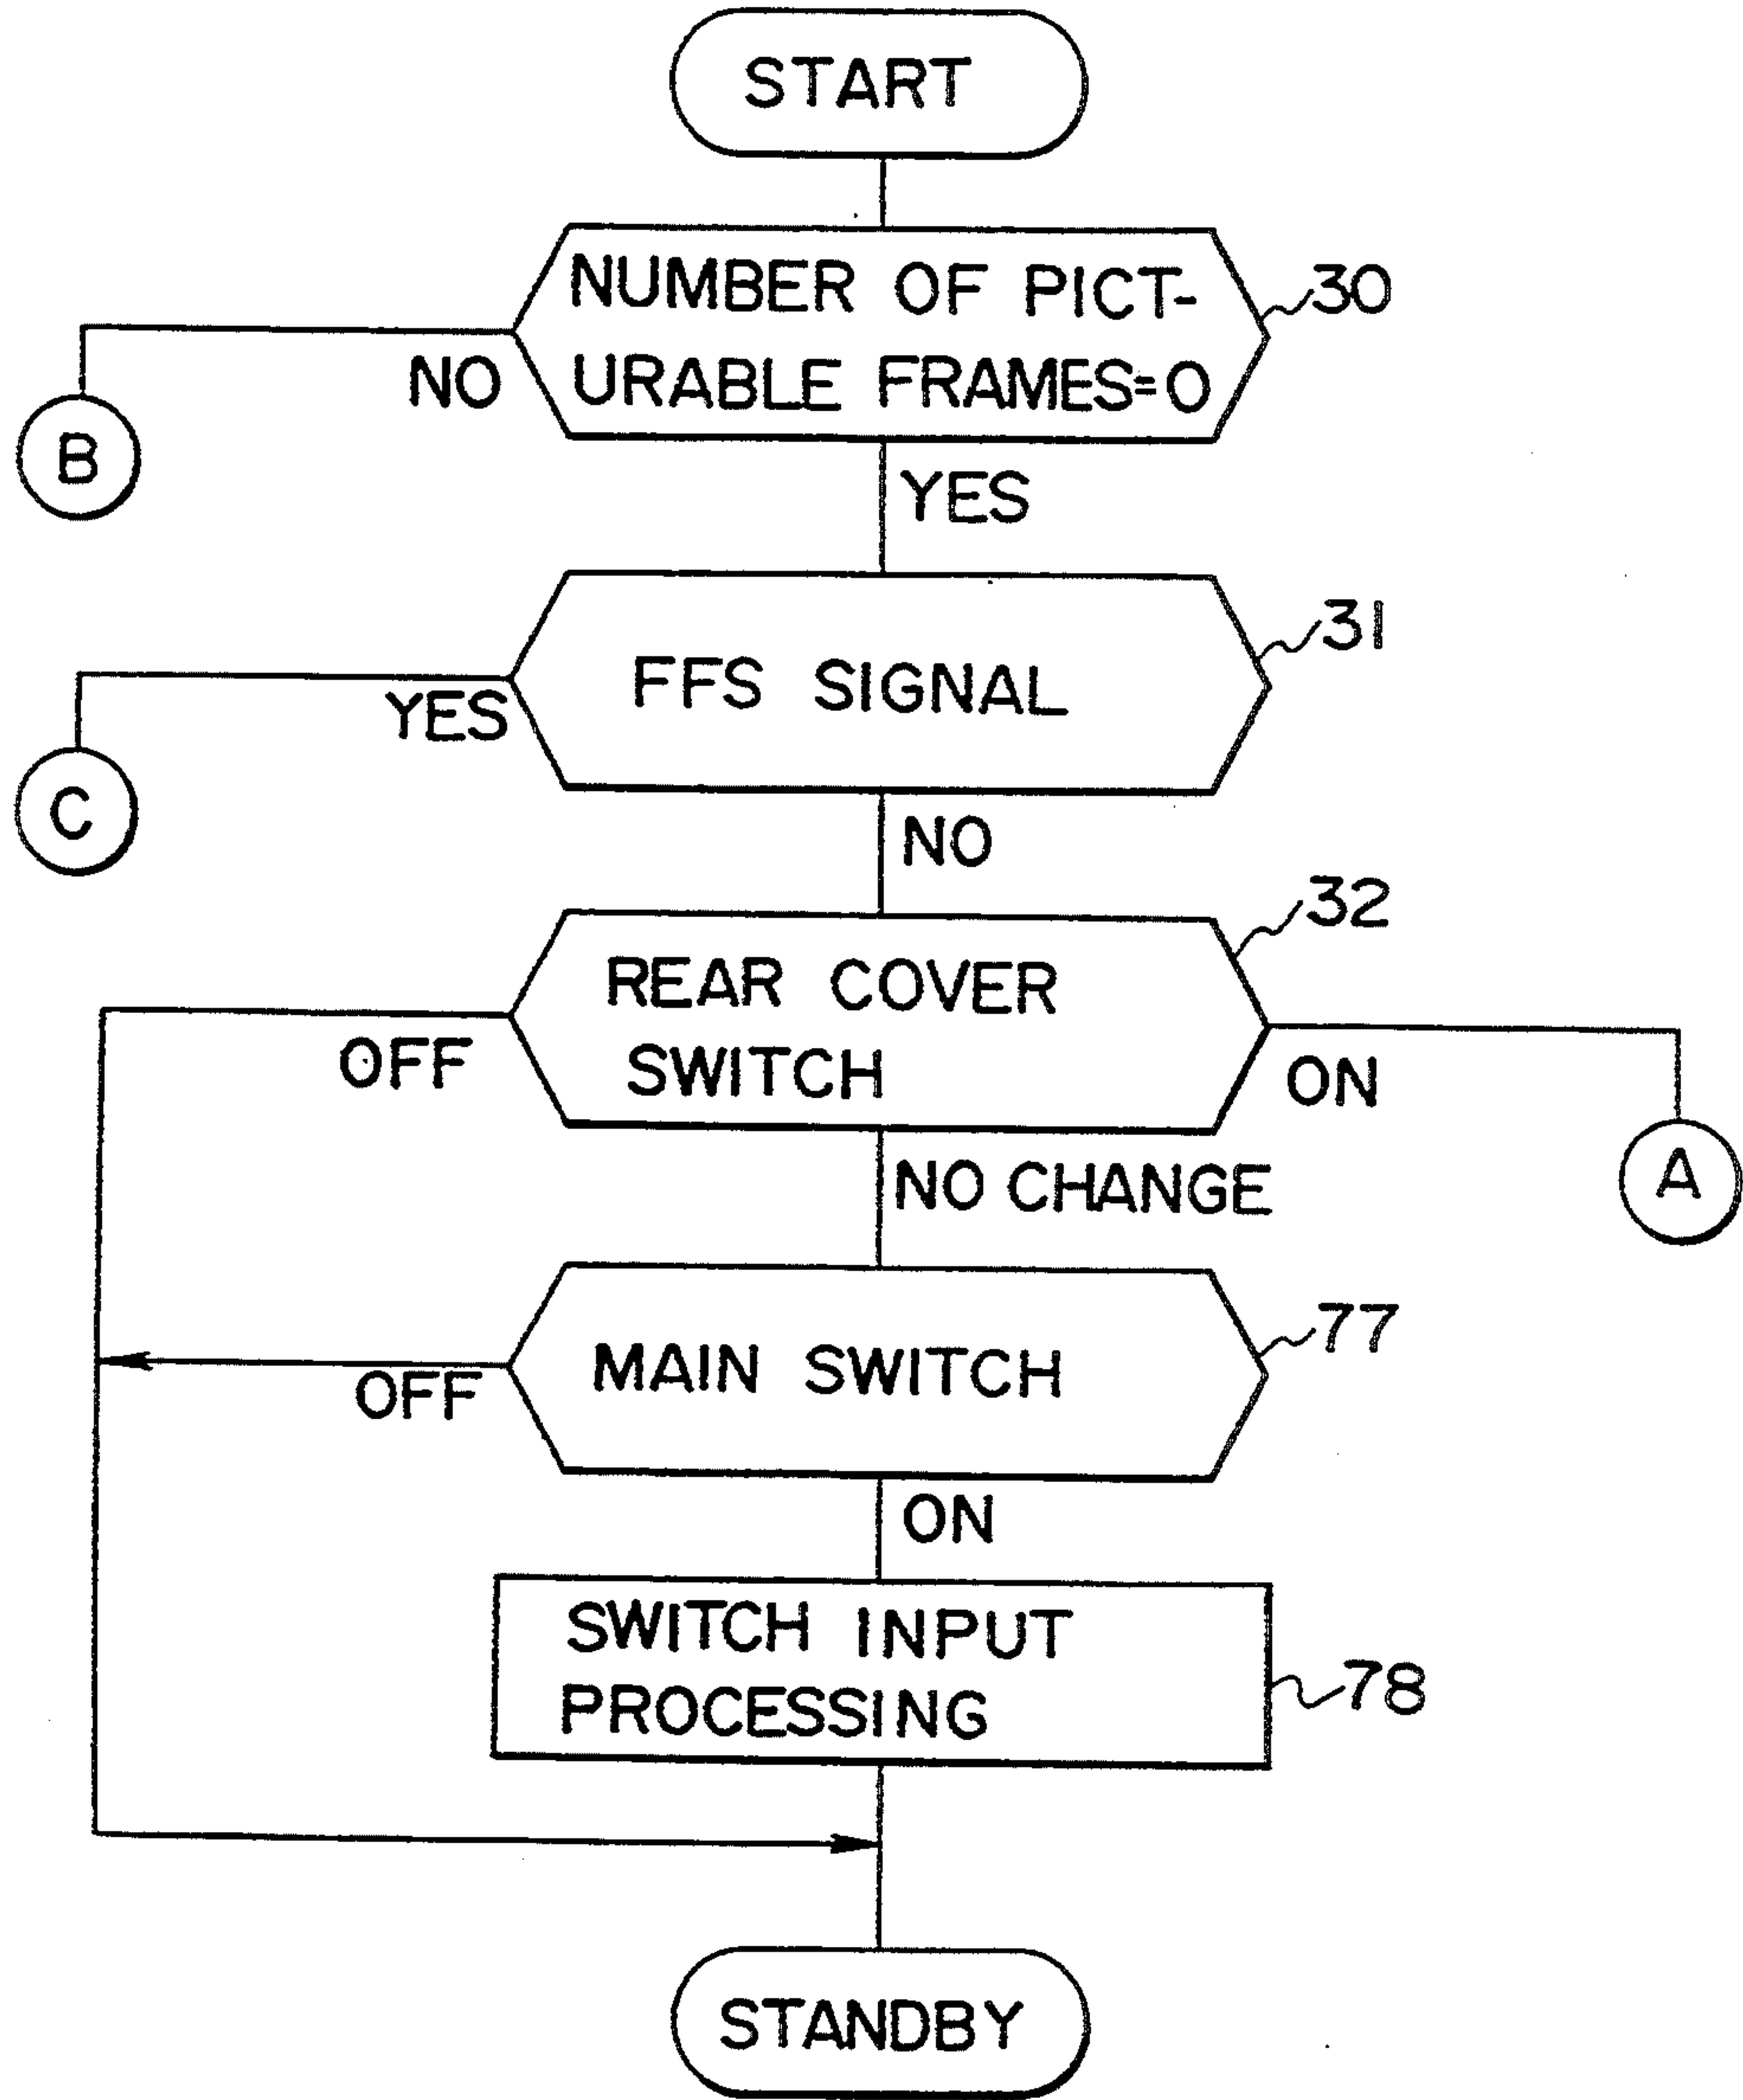 START
NUMBER OF PICT-
30
URABLE FRAMES=0
NO
B
YES
31
FFS SIGNAL
YES
C
NO
32
REAR COVER
OFF
SWITCH
ON
NO CHANGE
A
77
MAIN SWITCH
OFF
ON
SWITCH INPUT
78
PROCESSING
STANDBY